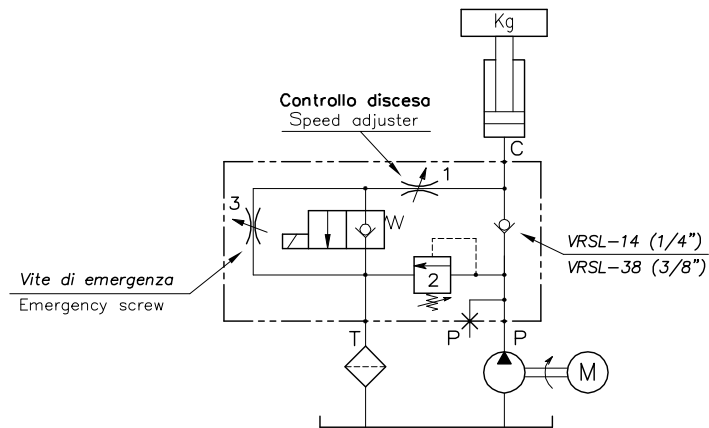 Kg
Controllo discesa
Speed adjuster
C
1
3
VRSL-14 (1/4")
VRSL-38 (3/8")
Vite di emergenza
Emergency screw
2
T
P
P
M